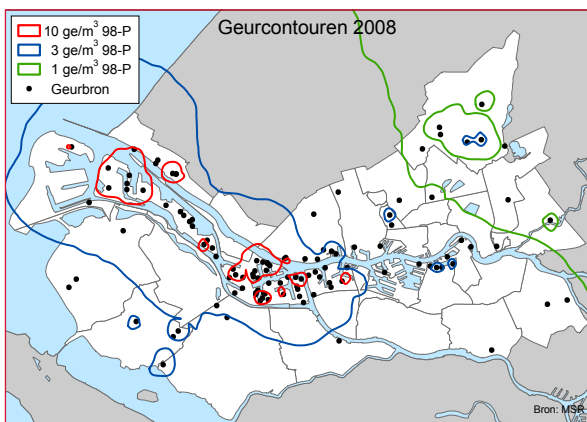 Geurcontouren 2008
10 ge/m³ 98-P
3 ge/m³ 98-P
1 ge/m³ 98-P
Geurbron
Bron: MSR